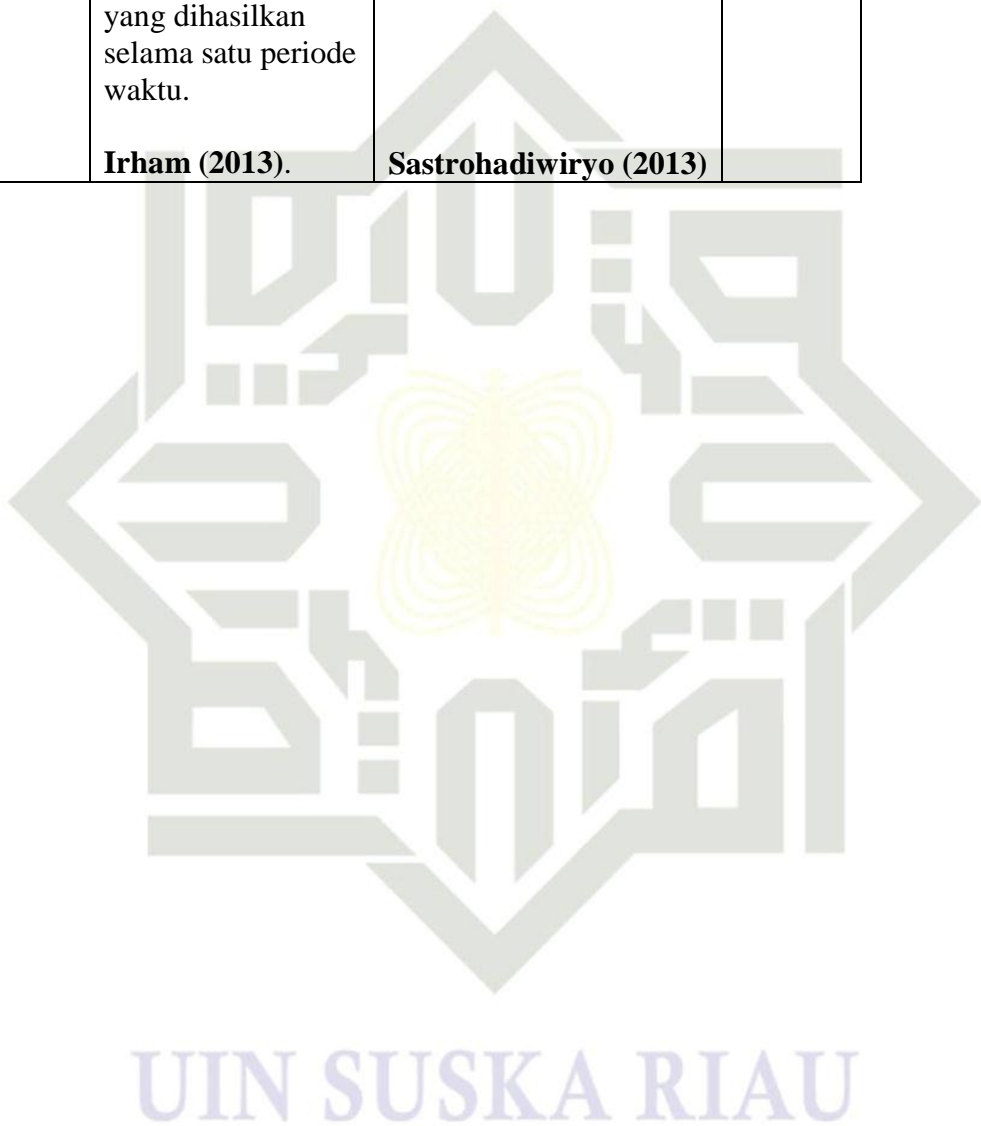 yang dihasilkan
selama satu periode
waktu.
Irham (2013).
Sastrohadiwiryo (2013)
UIN SUSKA RIAU